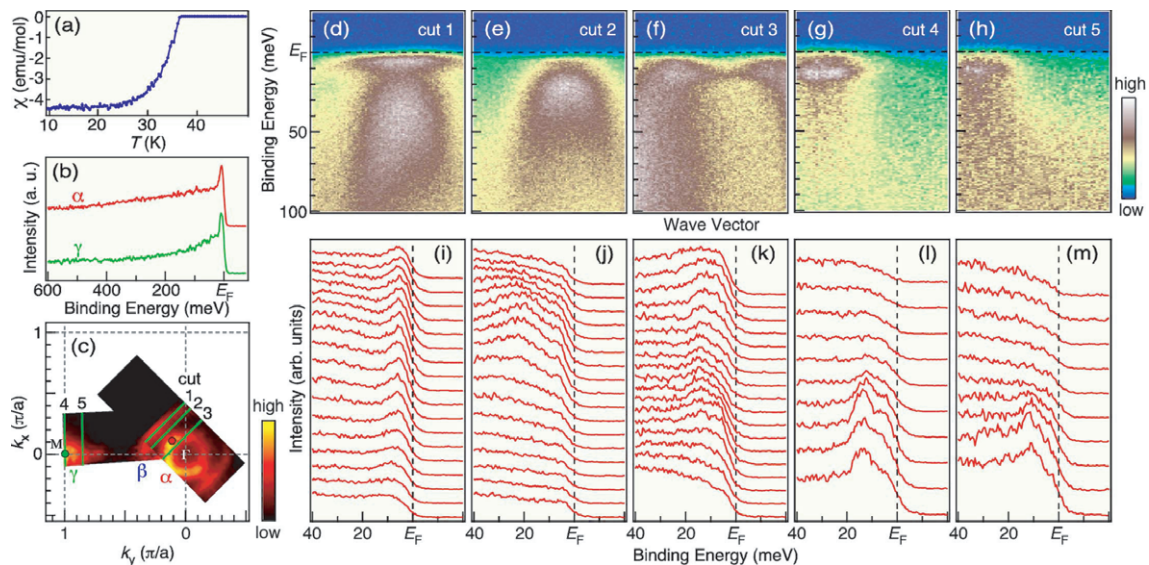 (a)
χ (emu/mol)
0
-1
-2
-3
-4
10 20 30 40
T (K)
(b)
Intensity (a. u.)
α
γ
600 400 200 EF
Binding Energy (meV)
(c)
cut
1
2
3
4 5
M
Γ
γ
β
α
kx (π/a)
1
0
1 0
ky (π/a)
high
low
(d) cut 1
(e) cut 2
(f) cut 3
(g) cut 4
(h) cut 5
Binding Energy (meV)
EF
50
100
Wave Vector
high
low
(i)
(j)
(k)
(l)
(m)
Intensity (arb. units)
40 20 EF 40 20 EF 40 20 EF 40 20 EF 40 20 EF
Binding Energy (meV)